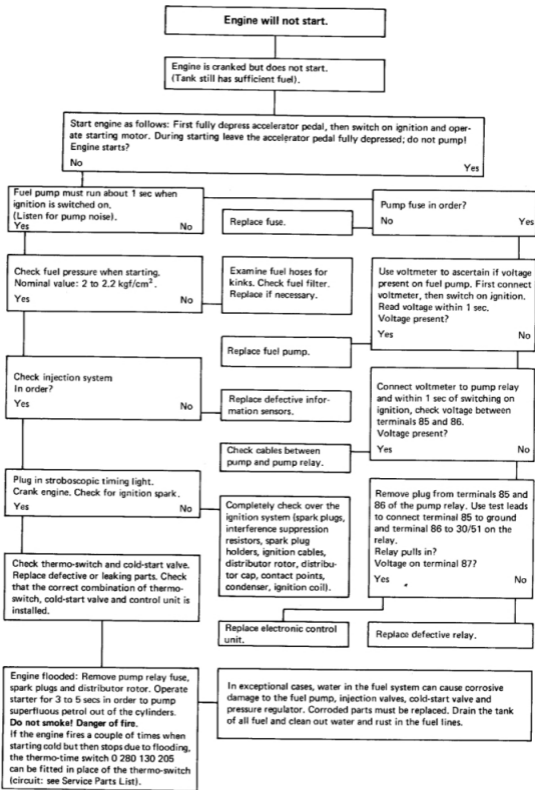 Engine will not start.
Engine is cranked but does not start.
(Tank still has sufficient fuel).
Start engine as follows: First fully depress accelerator pedal, then switch on ignition and oper-
ate starting motor. During starting leave the accelerator pedal fully depressed; do not pump!
Engine starts?
No
Yes
Fuel pump must run about 1 sec when
ignition is switched on.
(Listen for pump noise).
Yes
No
Replace fuse.
Pump fuse in order?
No
Yes
Check fuel pressure when starting.
Nominal value: 2 to 2.2 kgf/cm².
Yes
No
Examine fuel hoses for
kinks. Check fuel filter.
Replace if necessary.
Use voltmeter to ascertain if voltage
present on fuel pump. First connect
voltmeter, then switch on ignition.
Read voltage within 1 sec.
Voltage present?
Yes
No
Replace fuel pump.
Check injection system
In order?
Yes
No
Replace defective infor-
mation sensors.
Connect voltmeter to pump relay
and within 1 sec of switching on
ignition, check voltage between
terminals 85 and 86.
Voltage present?
Yes
No
Check cables between
pump and pump relay.
Plug in stroboscopic timing light.
Crank engine. Check for ignition spark.
Yes
No
Completely check over the
ignition system (spark plugs,
interference suppression
resistors, spark plug
holders, ignition cables,
distributor rotor, distribu-
tor cap, contact points,
condenser, ignition coil).
Remove plug from terminals 85 and
86 of the pump relay. Use test leads
to connect terminal 85 to ground
and terminal 86 to 30/51 on the
relay.
Relay pulls in?
Voltage on terminal 87?
Yes
No
Check thermo-switch and cold-start valve.
Replace defective or leaking parts. Check
that the correct combination of thermo-
switch, cold-start valve and control unit is
installed.
Replace electronic control
unit.
Replace defective relay.
Engine flooded: Remove pump relay fuse,
spark plugs and distributor rotor. Operate
starter for 3 to 5 secs in order to pump
superfluous petrol out of the cylinders.
Do not smoke! Danger of fire.
If the engine fires a couple of times when
starting cold but then stops due to flooding,
the thermo-time switch 0 280 130 205
can be fitted in place of the thermo-switch
(circuit: see Service Parts List).
In exceptional cases, water in the fuel system can cause corrosive
damage to the fuel pump, injection valves, cold-start valve and
pressure regulator. Corroded parts must be replaced. Drain the tank
of all fuel and clean out water and rust in the fuel lines.